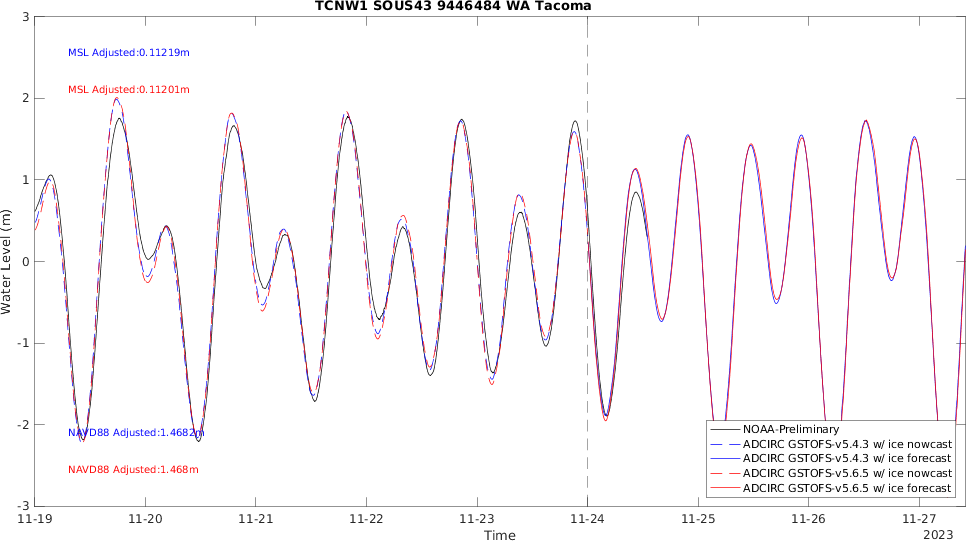 TCNW1 SOUS43 9446484 WA Tacoma
3
2
1
0
-1
-2
-3
Water Level (m)
MSL Adjusted:0.11219m
MSL Adjusted:0.11201m
NAVD88 Adjusted:1.4682m
NAVD88 Adjusted:1.468m
NOAA-Preliminary
ADCIRC GSTOFS-v5.4.3 w/ ice nowcast
ADCIRC GSTOFS-v5.4.3 w/ ice forecast
ADCIRC GSTOFS-v5.6.5 w/ ice nowcast
ADCIRC GSTOFS-v5.6.5 w/ ice forecast
11-19 11-20 11-21 11-22 11-23 11-24 11-25 11-26 11-27
Time
2023